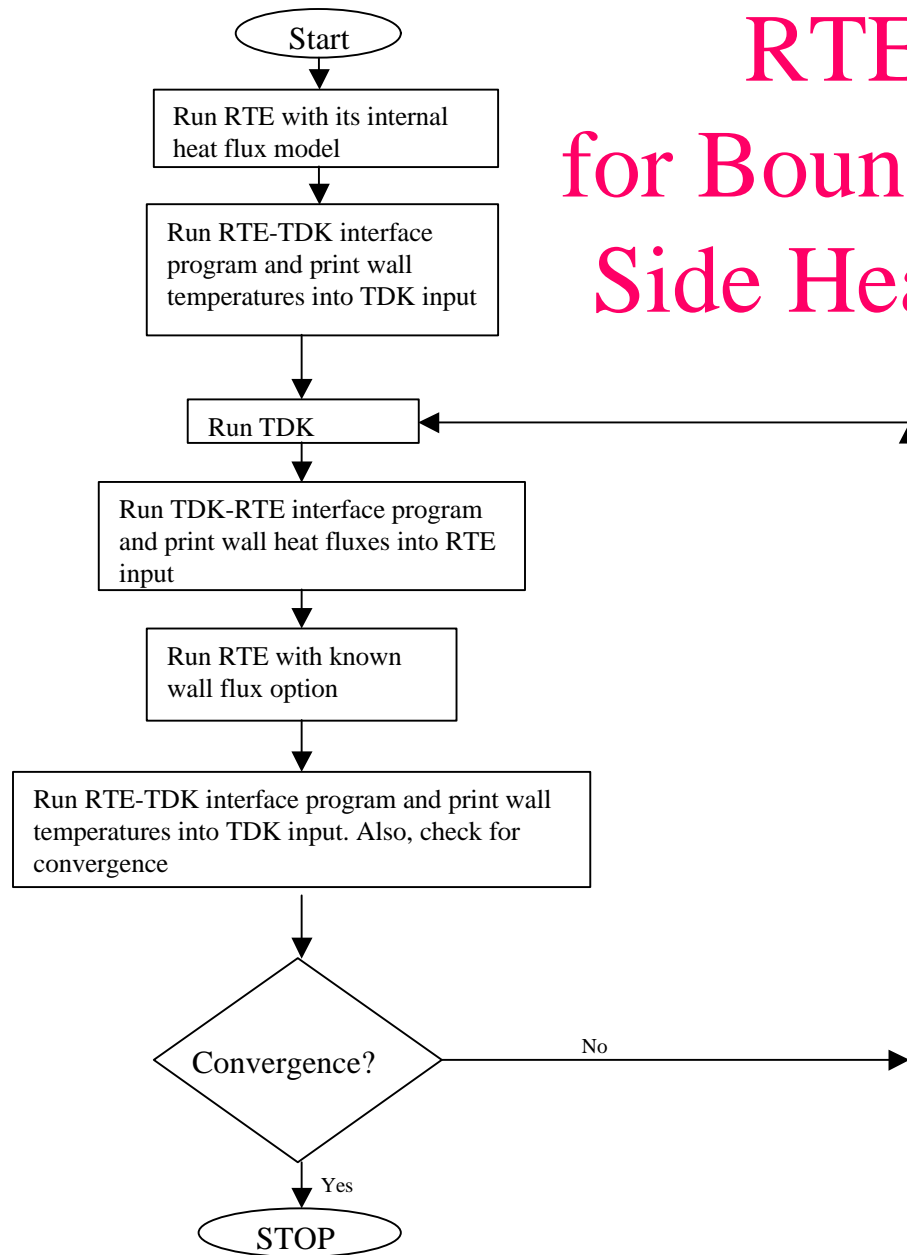 Start
RTE
for Boun
Side Hea
Run RTE with its internal
heat flux model
Run RTE-TDK interface
program and print wall
temperatures into TDK input
Run TDK
Run TDK-RTE interface program
and print wall heat fluxes into RTE
input
Run RTE with known
wall flux option
Run RTE-TDK interface program and print wall
temperatures into TDK input. Also, check for
convergence
Convergence?
No
Yes
STOP